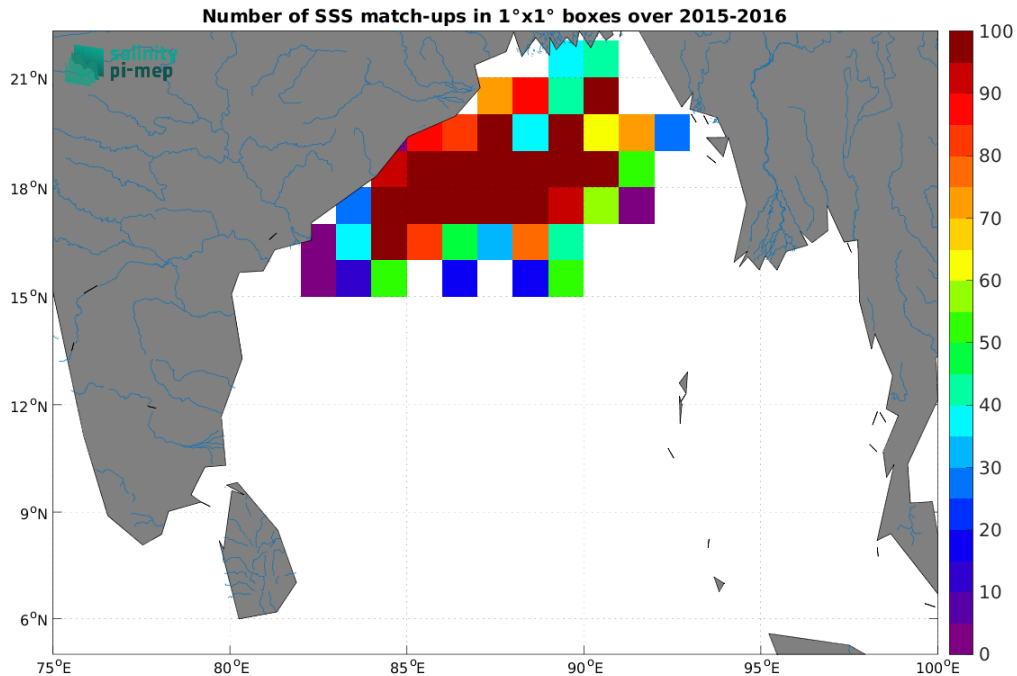 Number of SSS match-ups in 1°x1° boxes over 2015-2016
salinity
pi-mep
21°N
18°N
15°N
12°N
9°N
6°N
75°E
80°E
85°E
90°E
95°E
100°E
100
90
80
70
60
50
40
30
20
10
0